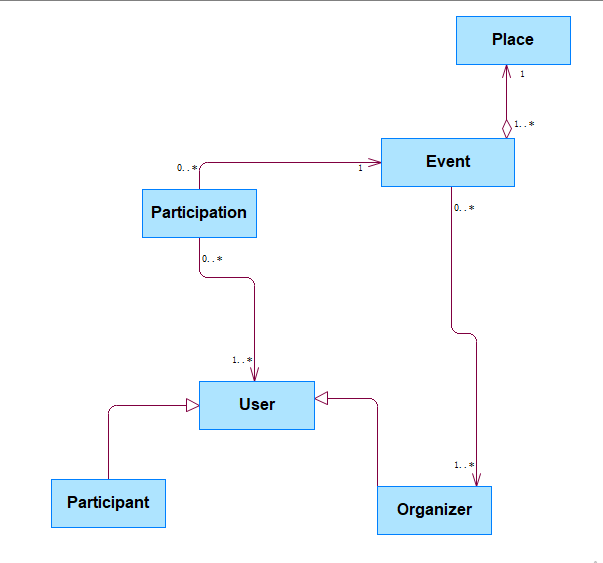 Place
1
1..*
Event
0..*
1
0..*
Participation
0..*
1..*
User
1..*
Participant
Organizer